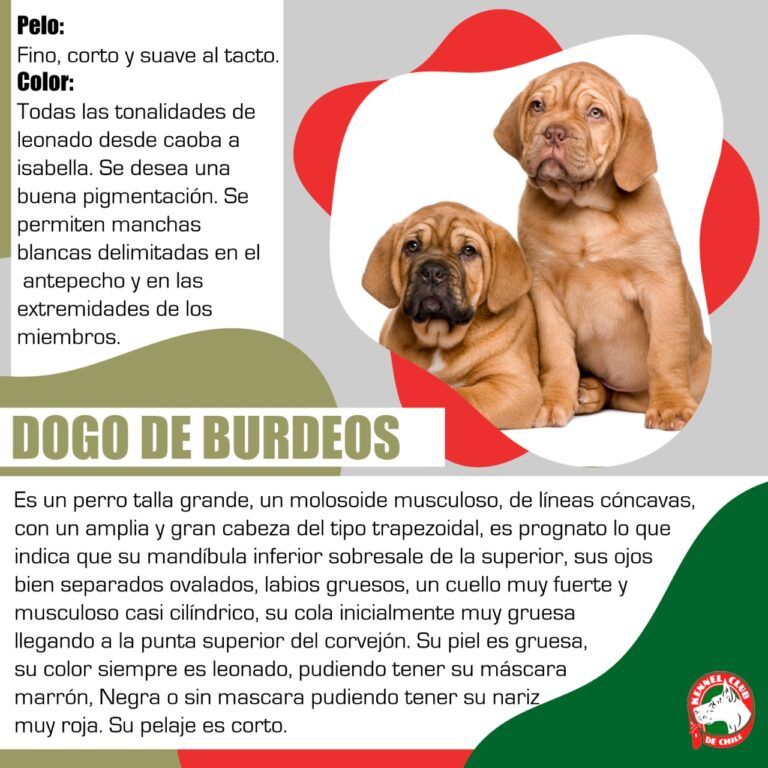 Pelo:
Fino, corto y suave al tacto.
Color:
Todas las tonalidades de
leonado desde caoba a
isabella. Se desea una
buena pigmentación. Se
permiten manchas
blancas delimitadas en el
antepecho y en las
extremidades de los
miembros.
DOGO DE BURDEOS
Es un perro talla grande, un molosoide musculoso, de líneas cóncavas,
con un amplia y gran cabeza del tipo trapezoidal, es prognato lo que
indica que su mandíbula inferior sobresale de la superior, sus ojos
bien separados ovalados, labios gruesos, un cuello muy fuerte y
musculoso casi cilíndrico, su cola inicialmente muy gruesa
llegando a la punta superior del corvejón. Su piel es gruesa,
su color siempre es leonado, pudiendo tener su máscara
marrón, Negra o sin mascara pudiendo tener su nariz
muy roja. Su pelaje es corto.
KENNEL CLUB
DE CHILE